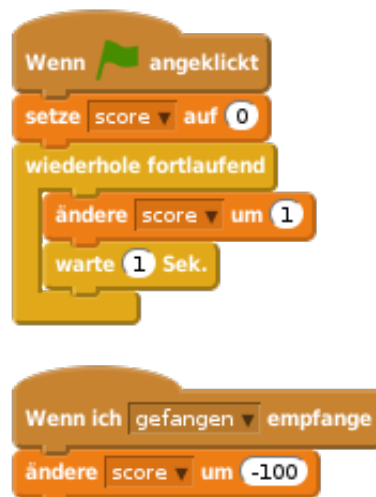 Wenn angeklickt
setze score auf 0
wiederhole fortlaufend
ändere score um 1
warte 1 Sek.
Wenn ich gefangen empfange
ändere score um -100